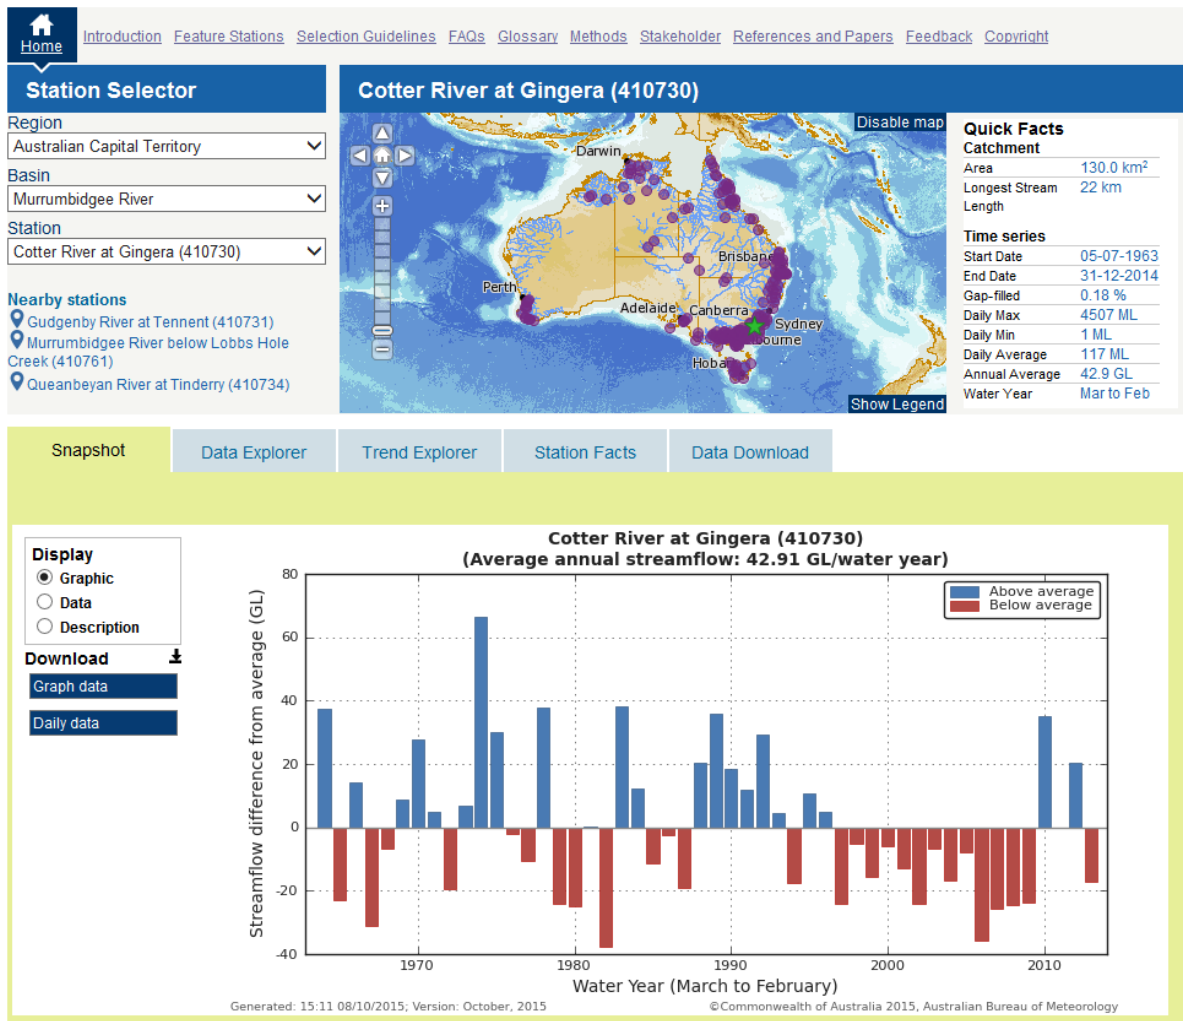 Home
Introduction Feature Stations Selection Guidelines FAQs Glossary Methods Stakeholder References and Papers Feedback Copyright
Station Selector
Region
Australian Capital Territory
Basin
Murrumbidgee River
Station
Cotter River at Gingera (410730)
Nearby stations
Gudgenby River at Tennent (410731)
Murrumbidgee River below Lobbs Hole
Creek (410761)
Queanbeyan River at Tinderry (410734)
Cotter River at Gingera (410730)
Disable map
Darwin
Brisbane
Perth
Adelaide
Canberra
Sydney
bourne
Hoba
Show Legend
Quick Facts
Catchment
Area 130.0 km²
Longest Stream 22 km
Length
Time series
Start Date 05-07-1963
End Date 31-12-2014
Gap-filled 0.18 %
Daily Max 4507 ML
Daily Min 1 ML
Daily Average 117 ML
Annual Average 42.9 GL
Water Year Mar to Feb
Snapshot Data Explorer Trend Explorer Station Facts Data Download
Display
Graphic
Data
Description
Download
Graph data
Daily data
Cotter River at Gingera (410730)
(Average annual streamflow: 42.91 GL/water year)
Above average
Below average
Streamflow difference from average (GL)
80
60
40
20
0
-20
-40
1970 1980 1990 2000 2010
Water Year (March to February)
Generated: 15:11 08/10/2015; Version: October, 2015
©Commonwealth of Australia 2015, Australian Bureau of Meteorology